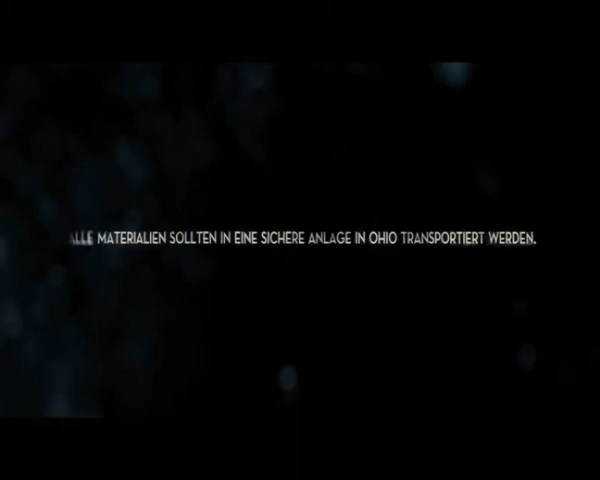 ALLE MATERIALIEN SOLLTEN IN EINE SICHERE ANLAGE IN OHIO TRANSPORTIERT WERDEN.